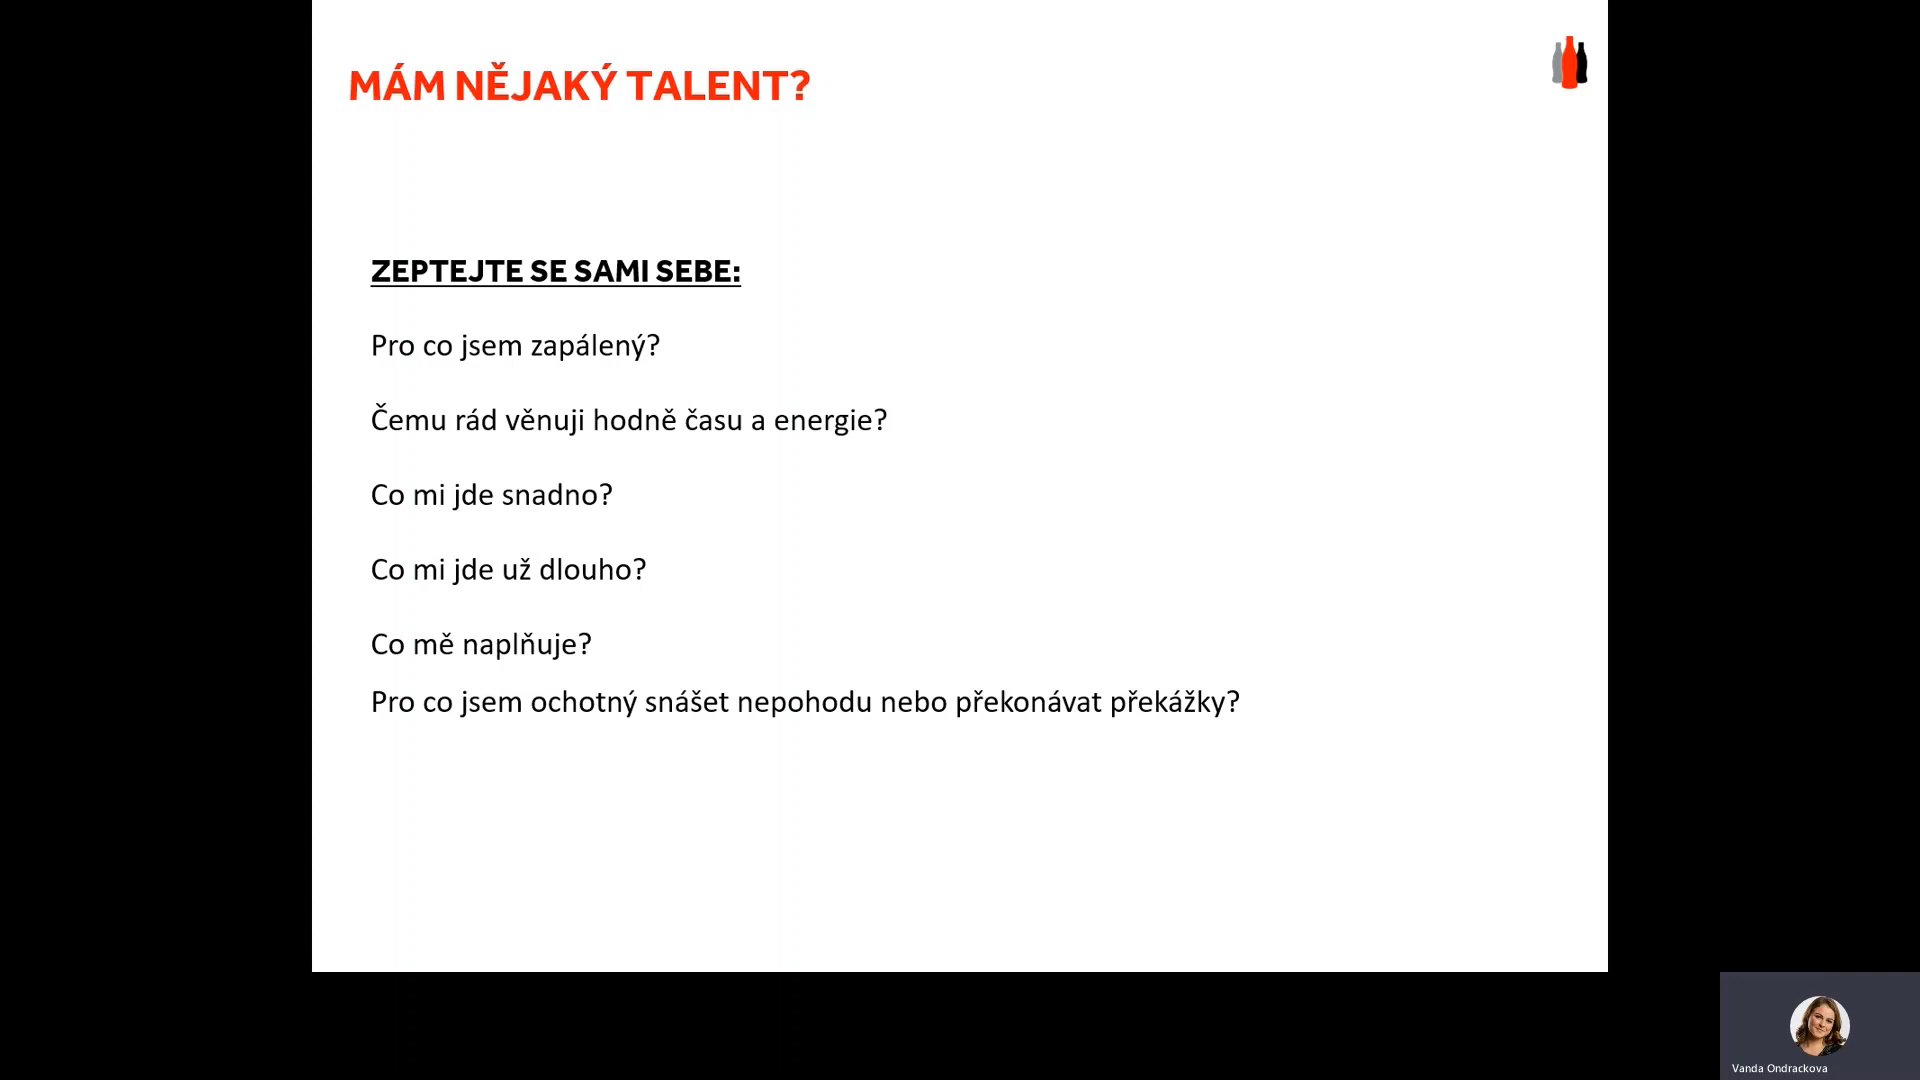 MÁM NĚJAKÝ TALENT?
ZEPTEJTE SE SAMI SEBE:
Pro co jsem zapálený?
Čemu rád věnuji hodně času a energie?
Co mi jde snadno?
Co mi jde už dlouho?
Co mě naplňuje?
Pro co jsem ochotný snášet nepohodu nebo překonávat překážky?
Vanda Ondrackova